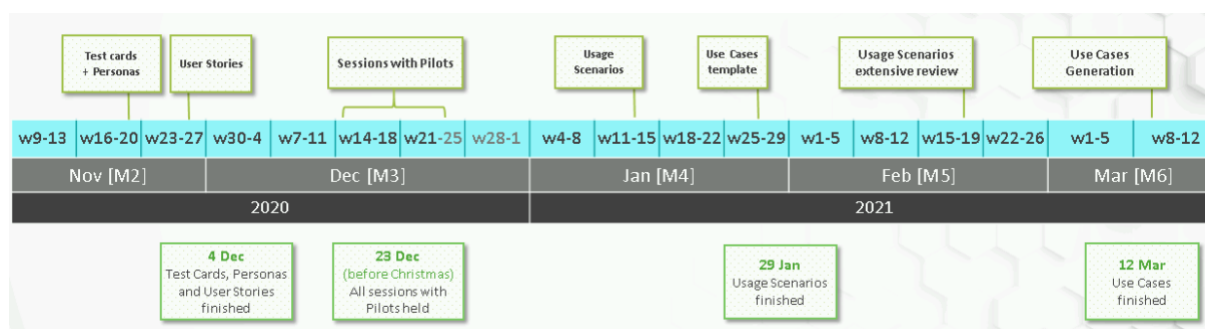 Test cards
+ Personas
User Stories
Sessions with Pilots
Usage
Scenarios
Use Cases
template
Usage Scenarios
extensive review
Use Cases
Generation
w9-13 w16-20 w23-27 w30-4 w7-11 w14-18 w21-25 w28-1 w4-8 w11-15 w18-22 w25-29 w1-5 w8-12 w15-19 w22-26 w1-5 w8-12
Nov [M2] Dec [M3] Jan [M4] Feb [M5] Mar [M6]
2020 2021
4 Dec
Test Cards, Personas
and User Stories
finished
23 Dec
(before Christmas)
All sessions with
Pilots held
29 Jan
Usage Scenarios
finished
12 Mar
Use Cases
finished